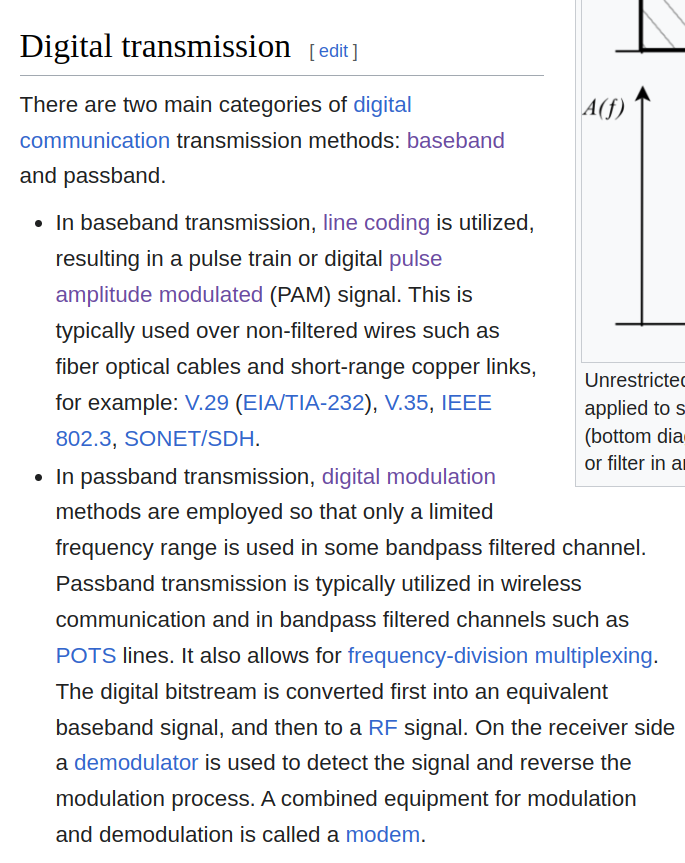 Digital transmission [ edit ]
There are two main categories of digital
communication transmission methods: baseband
and passband.
• In baseband transmission, line coding is utilized,
resulting in a pulse train or digital pulse
amplitude modulated (PAM) signal. This is
typically used over non-filtered wires such as
fiber optical cables and short-range copper links,
for example: V.29 (EIA/TIA-232), V.35, IEEE
802.3, SONET/SDH.
• In passband transmission, digital modulation
methods are employed so that only a limited
frequency range is used in some bandpass filtered channel.
Passband transmission is typically utilized in wireless
communication and in bandpass filtered channels such as
POTS lines. It also allows for frequency-division multiplexing.
The digital bitstream is converted first into an equivalent
baseband signal, and then to a RF signal. On the receiver side
a demodulator is used to detect the signal and reverse the
modulation process. A combined equipment for modulation
and demodulation is called a modem.
A(f)
Unrestricted
applied to s
(bottom dia
or filter in a